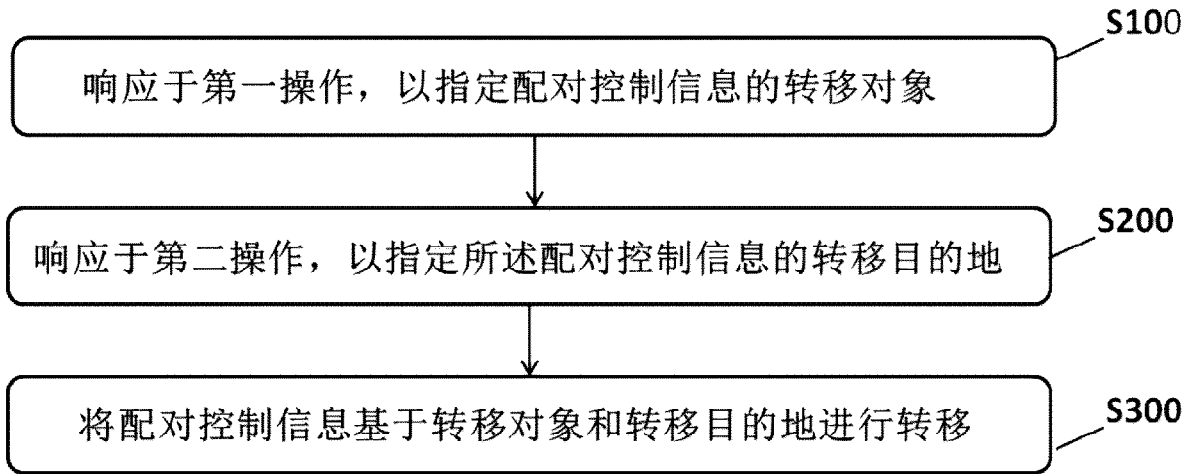 S100
响应于第一操作，以指定配对控制信息的转移对象
S200
响应于第二操作，以指定所述配对控制信息的转移目的地
S300
将配对控制信息基于转移对象和转移目的地进行转移